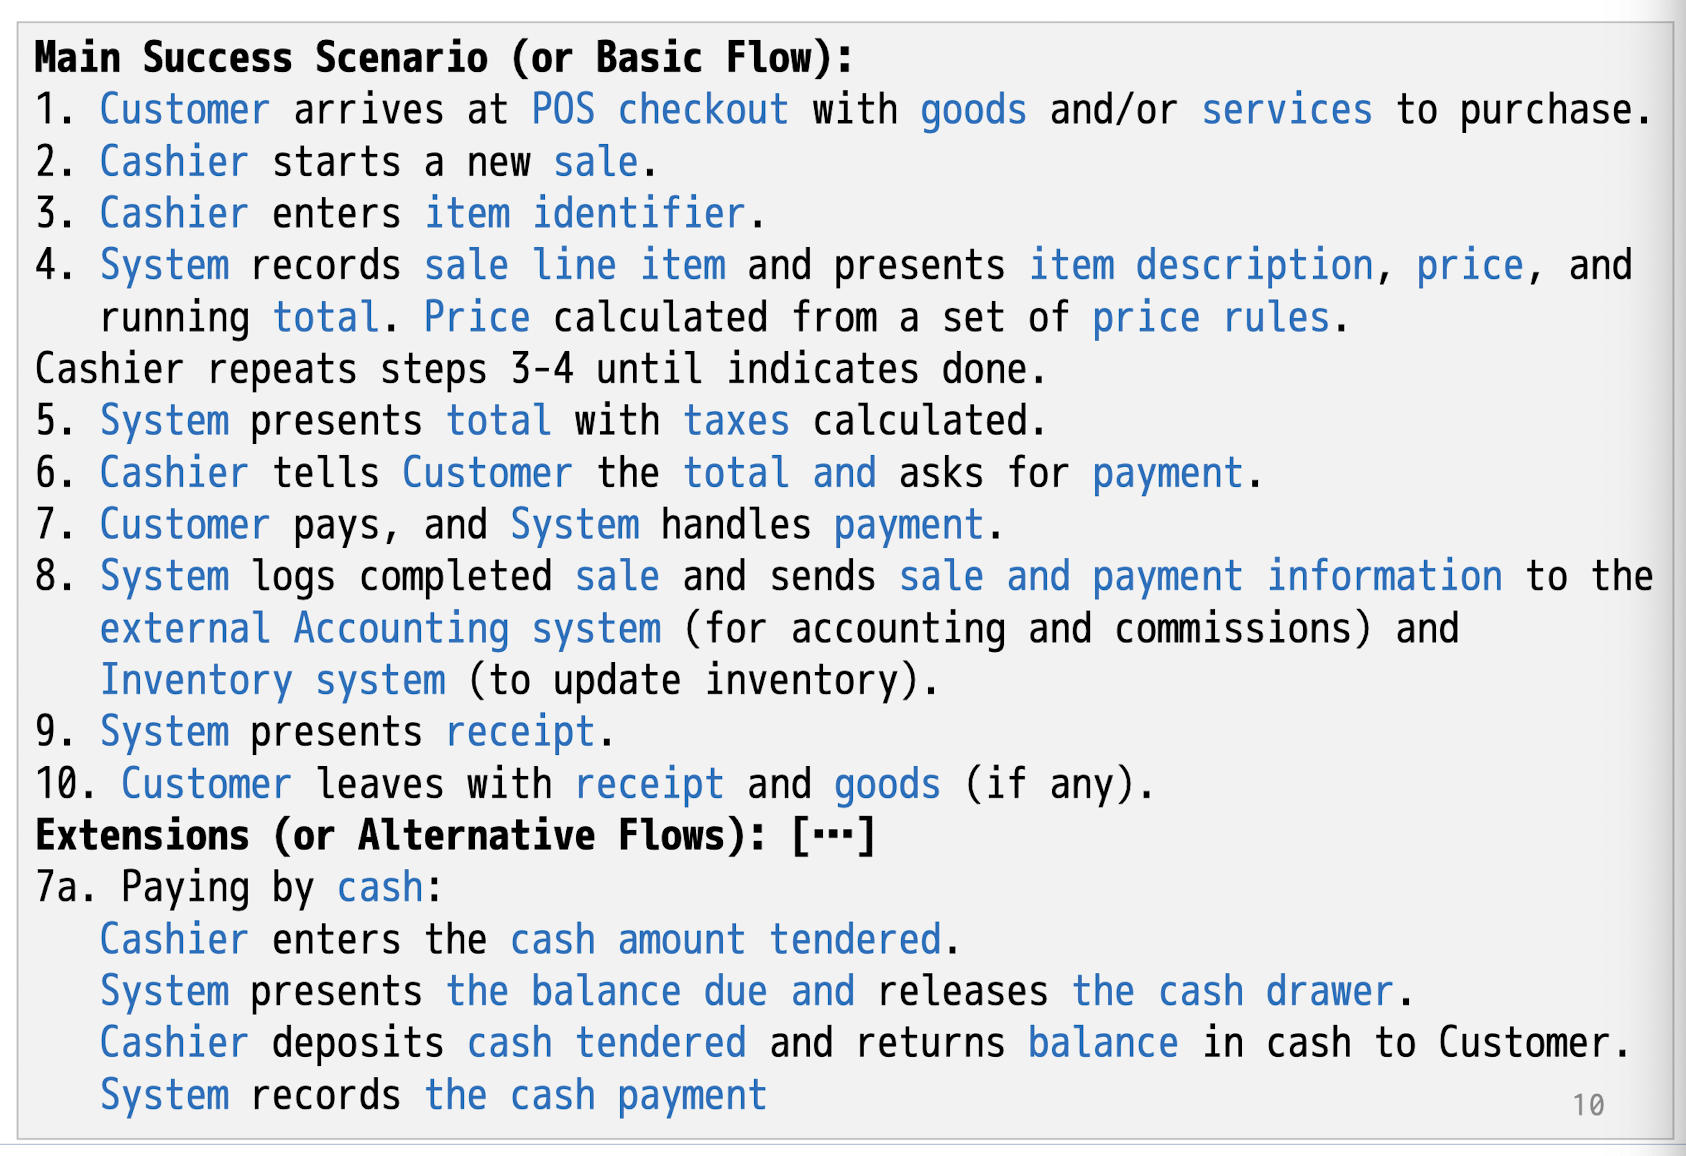 Main Success Scenario (or Basic Flow):
1. Customer arrives at POS checkout with goods and/or services to purchase.
2. Cashier starts a new sale.
3. Cashier enters item identifier.
4. System records sale line item and presents item description, price, and
running total. Price calculated from a set of price rules.
Cashier repeats steps 3-4 until indicates done.
5. System presents total with taxes calculated.
6. Cashier tells Customer the total and asks for payment.
7. Customer pays, and System handles payment.
8. System logs completed sale and sends sale and payment information to the
external Accounting system (for accounting and commissions) and
Inventory system (to update inventory).
9. System presents receipt.
10. Customer leaves with receipt and goods (if any).
Extensions (or Alternative Flows): […]
7a. Paying by cash:
Cashier enters the cash amount tendered.
System presents the balance due and releases the cash drawer.
Cashier deposits cash tendered and returns balance in cash to Customer.
System records the cash payment
10